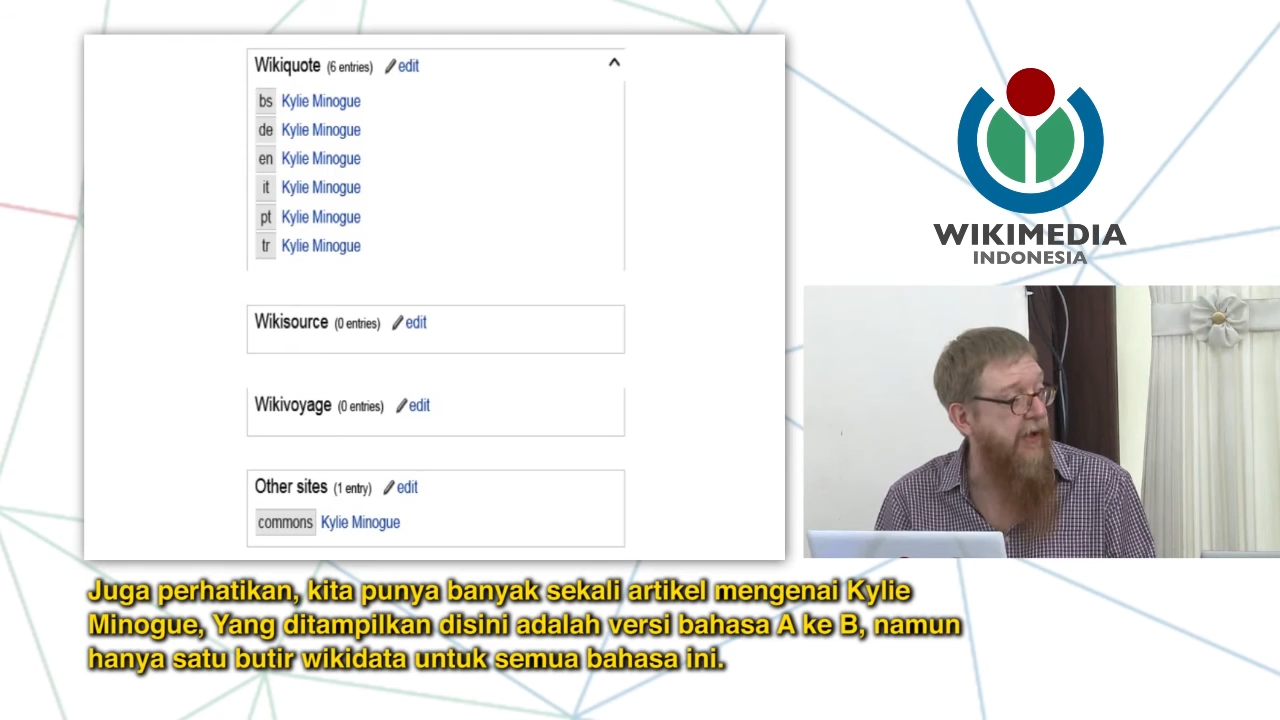 Wikiquote (6 entries) edit
bs Kylie Minogue
de Kylie Minogue
en Kylie Minogue
it Kylie Minogue
pt Kylie Minogue
tr Kylie Minogue
Wikisource (0 entries) edit
Wikivoyage (0 entries) edit
Other sites (1 entry) edit
commons Kylie Minogue
WIKIMEDIA
INDONESIA
Juga perhatikan, kita punya banyak sekali artikel mengenai Kylie
Minogue, Yang ditampilkan disini adalah versi bahasa A ke B, namun
hanya satu butir wikidata untuk semua bahasa ini.